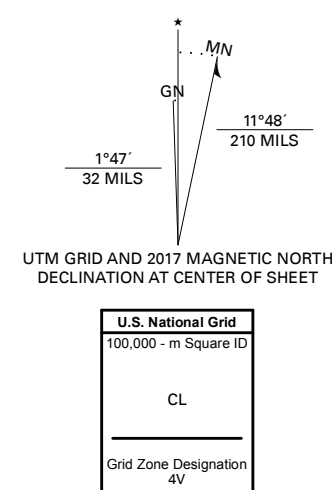 ★
MN
GN
11°48´
210 MILS
1°47´
32 MILS
UTM GRID AND 2017 MAGNETIC NORTH
DECLINATION AT CENTER OF SHEET
U.S. National Grid
100,000 - m Square ID
CL
Grid Zone Designation
4V